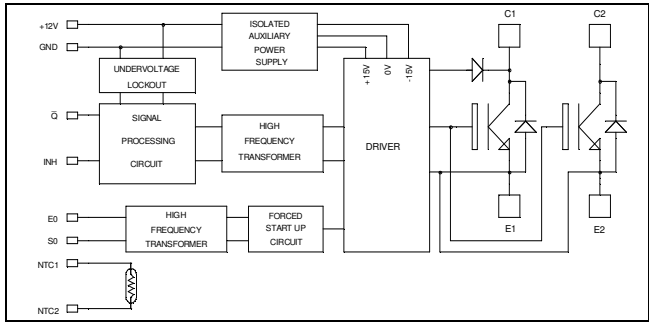 +12V
GND
ISOLATED
AUXILIARY
POWER
SUPPLY
C1
C2
UNDERVOLTAGE
LOCKOUT
+15V
0V
-15V
Q̅
INH
SIGNAL
PROCESSING
CIRCUIT
HIGH
FREQUENCY
TRANSFORMER
DRIVER
E0
S0
HIGH
FREQUENCY
TRANSFORMER
FORCED
START UP
CIRCUIT
E1
E2
NTC1
NTC2